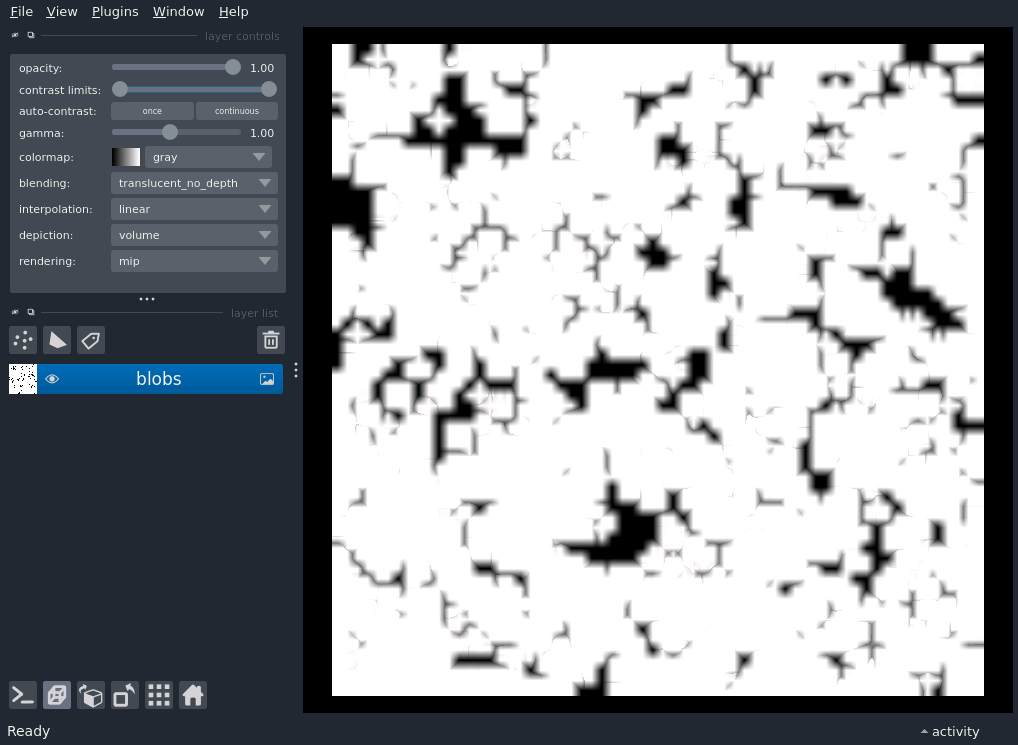 File View Plugins Window Help
layer controls
opacity: 1.00
contrast limits:
auto-contrast: once continuous
gamma: 1.00
colormap: gray
blending: translucent_no_depth
interpolation: linear
depiction: volume
rendering: mip
layer list
blobs
Ready activity